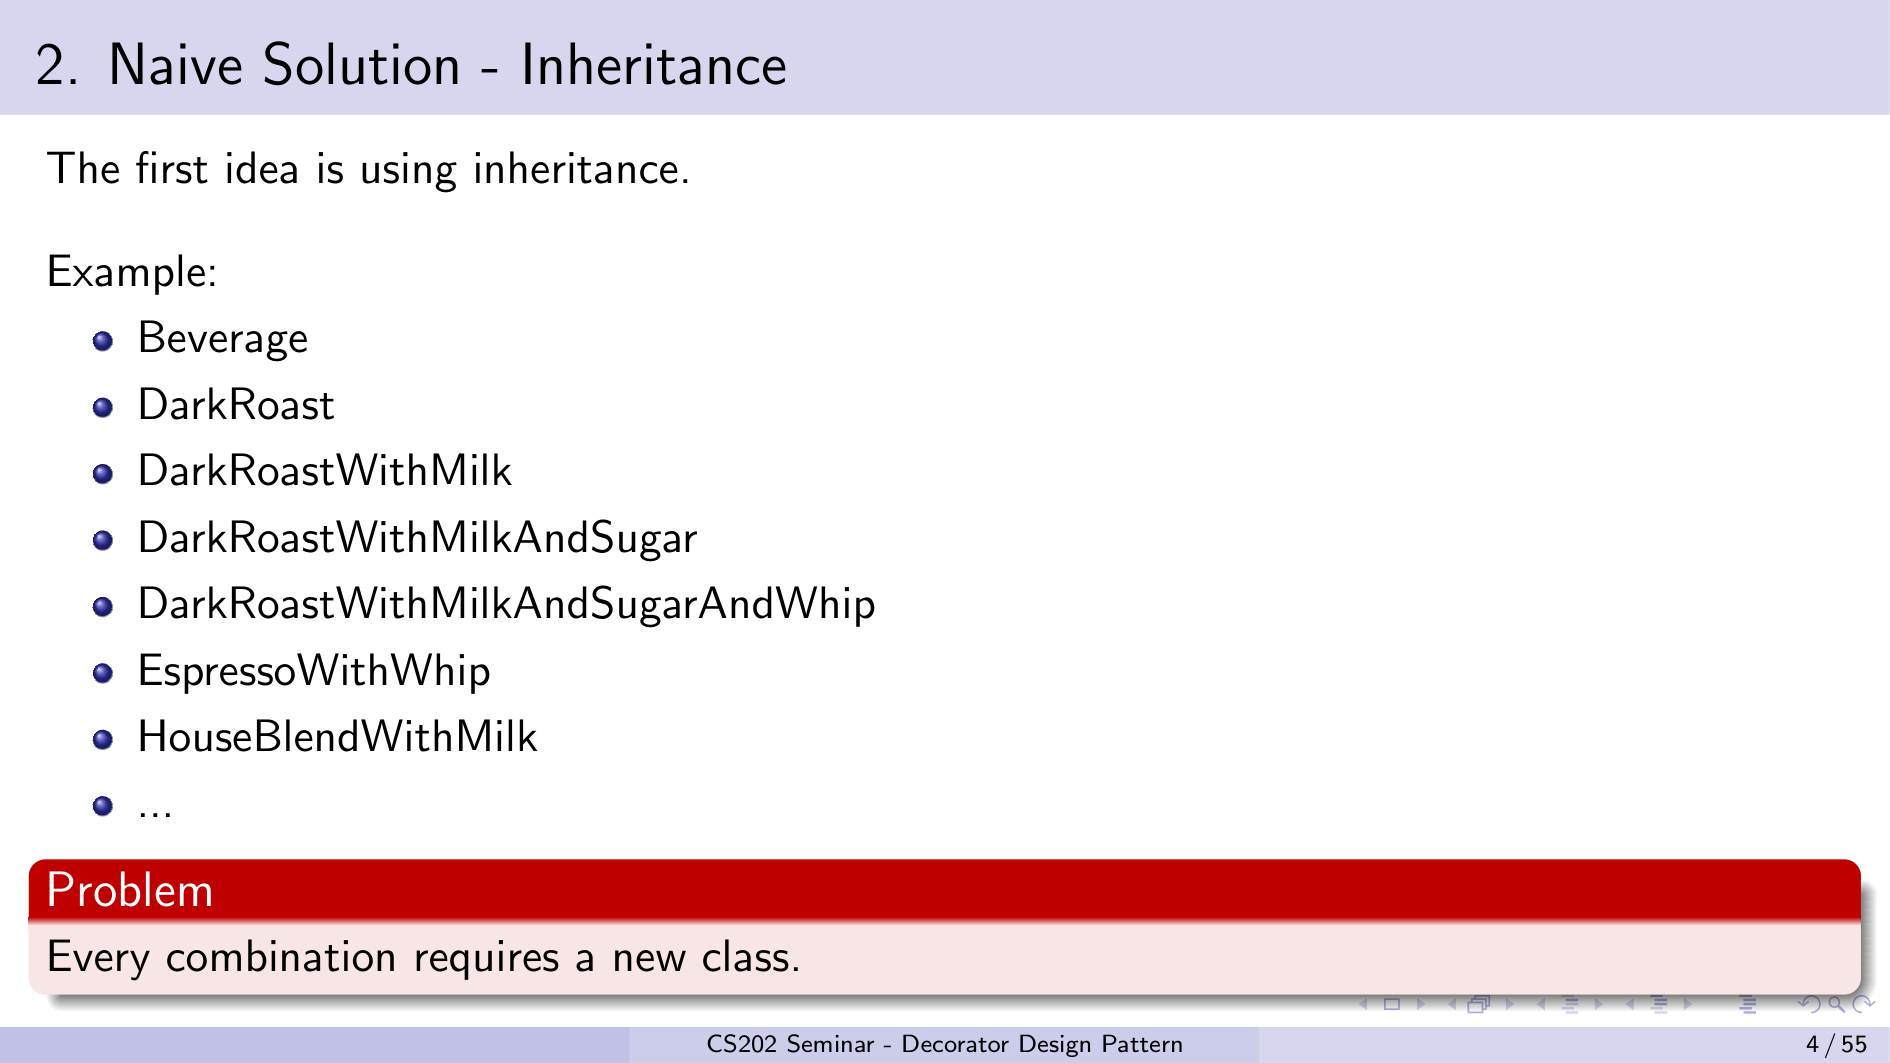 2. Naive Solution - Inheritance
The first idea is using inheritance.
Example:
Beverage
DarkRoast
DarkRoastWithMilk
DarkRoastWithMilkAndSugar
DarkRoastWithMilkAndSugarAndWhip
EspressoWithWhip
HouseBlendWithMilk
...
Problem
Every combination requires a new class.
CS202 Seminar - Decorator Design Pattern
4 / 55